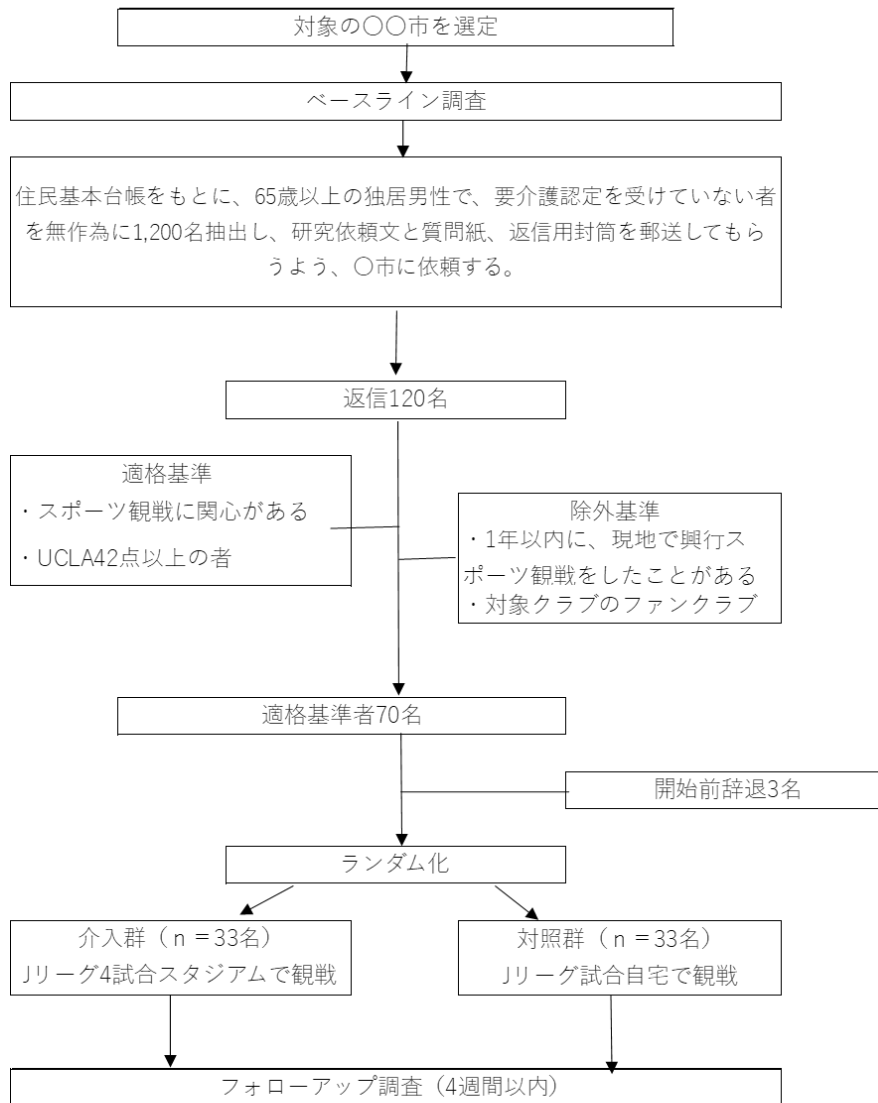 対象の〇〇市を選定
ベースライン調査
住民基本台帳をもとに、65歳以上の独居男性で、要介護認定を受けていない者
を無作為に1,200名抽出し、研究依頼文と質問紙、返信用封筒を郵送してもら
うよう、〇市に依頼する。
返信120名
適格基準
・スポーツ観戦に関心がある
・UCLA42点以上の者
除外基準
・1年以内に、現地で興行ス
ポーツ観戦をしたことがある
・対象クラブのファンクラブ
適格基準者70名
開始前辞退3名
ランダム化
介入群（n＝33名）
Jリーグ4試合スタジアムで観戦
対照群（n＝33名）
Jリーグ試合自宅で観戦
フォローアップ調査（4週間以内）